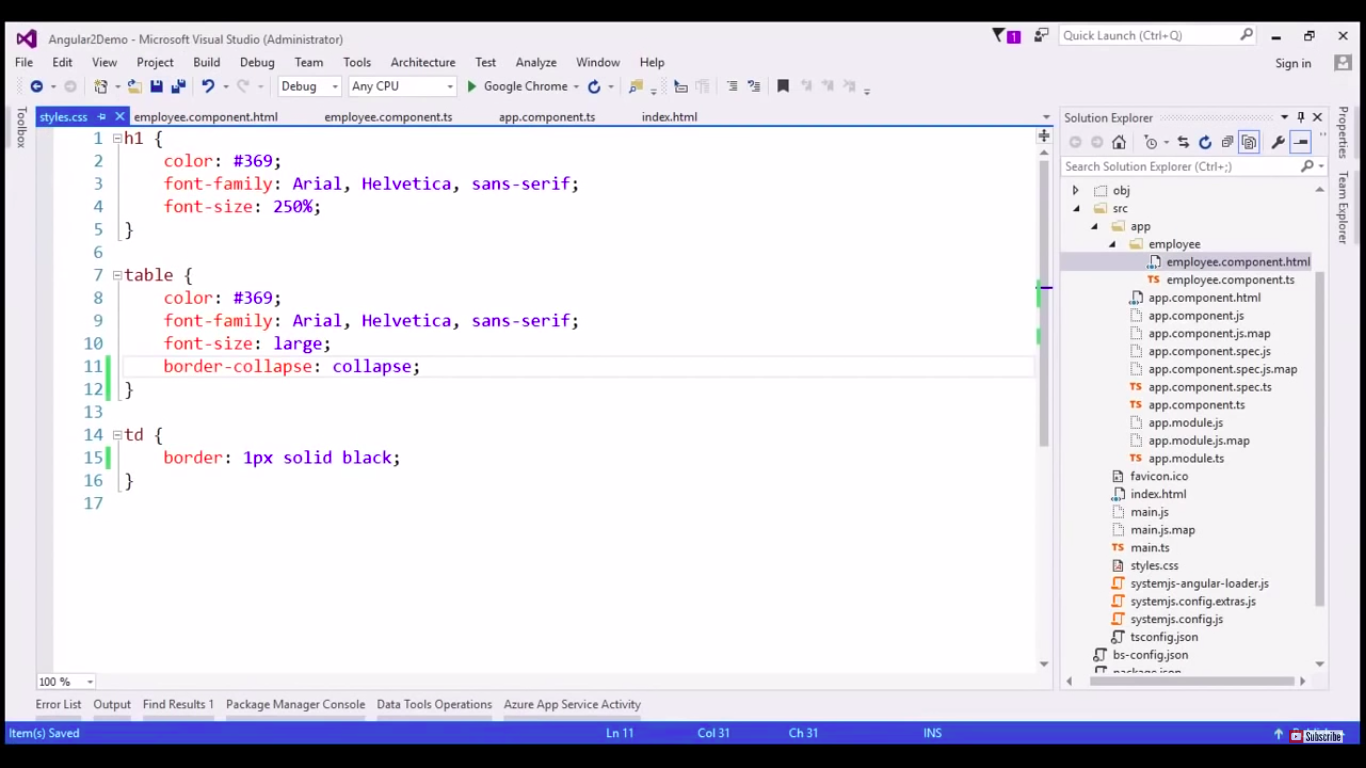 Angular2Demo - Microsoft Visual Studio (Administrator)
1
Quick Launch (Ctrl+Q)
File Edit View Project Build Debug Team Tools Architecture Test Analyze Window Help
Sign in
Debug Any CPU Google Chrome
Toolbox
styles.css employee.component.html employee.component.ts app.component.ts index.html
1 h1 {
2 color: #369;
3 font-family: Arial, Helvetica, sans-serif;
4 font-size: 250%;
5 }
6
7 table {
8 color: #369;
9 font-family: Arial, Helvetica, sans-serif;
10 font-size: large;
11 border-collapse: collapse;
12 }
13
14 td {
15 border: 1px solid black;
16 }
17
100 %
Solution Explorer
Search Solution Explorer (Ctrl+;)
obj
src
app
employee
employee.component.html
employee.component.ts
app.component.html
app.component.js
app.component.js.map
app.component.spec.js
app.component.spec.js.map
app.component.spec.ts
app.component.ts
app.module.js
app.module.js.map
app.module.ts
favicon.ico
index.html
main.js
main.js.map
main.ts
styles.css
systemjs-angular-loader.js
systemjs.config.extras.js
systemjs.config.js
tsconfig.json
bs-config.json
Properties
Team Explorer
Error List Output Find Results 1 Package Manager Console Data Tools Operations Azure App Service Activity
Item(s) Saved Ln 11 Col 31 Ch 31 INS
Subscribe